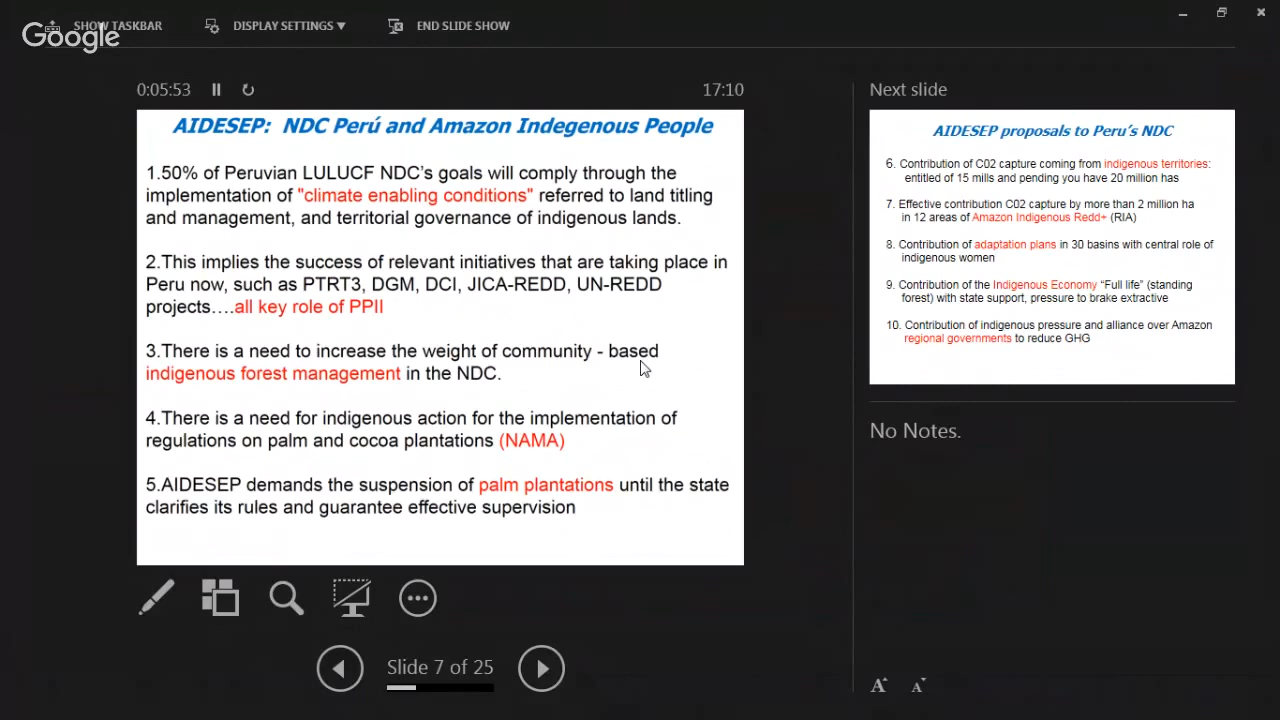 SHOW TASKBAR
DISPLAY SETTINGS ▼
END SLIDE SHOW
Google
0:05:53
17:10
AIDESEP: NDC Perú and Amazon Indegenous People
1.50% of Peruvian LULUCF NDC's goals will comply through the
implementation of "climate enabling conditions" referred to land titling
and management, and territorial governance of indigenous lands.
2.This implies the success of relevant initiatives that are taking place in
Peru now, such as PTRT3, DGM, DCI, JICA-REDD, UN-REDD
projects….all key role of PPII
3.There is a need to increase the weight of community - based
indigenous forest management in the NDC.
4.There is a need for indigenous action for the implementation of
regulations on palm and cocoa plantations (NAMA)
5.AIDESEP demands the suspension of palm plantations until the state
clarifies its rules and guarantee effective supervision
Slide 7 of 25
Next slide
AIDESEP proposals to Peru's NDC
6. Contribution of C02 capture coming from indigenous territories:
entitled of 15 mills and pending you have 20 million has
7. Effective contribution C02 capture by more than 2 million ha
in 12 areas of Amazon Indigenous Redd+ (RIA)
8. Contribution of adaptation plans in 30 basins with central role of
indigenous women
9. Contribution of the Indigenous Economy "Full life" (standing
forest) with state support, pressure to brake extractive
10. Contribution of indigenous pressure and alliance over Amazon
regional governments to reduce GHG
No Notes.
A A